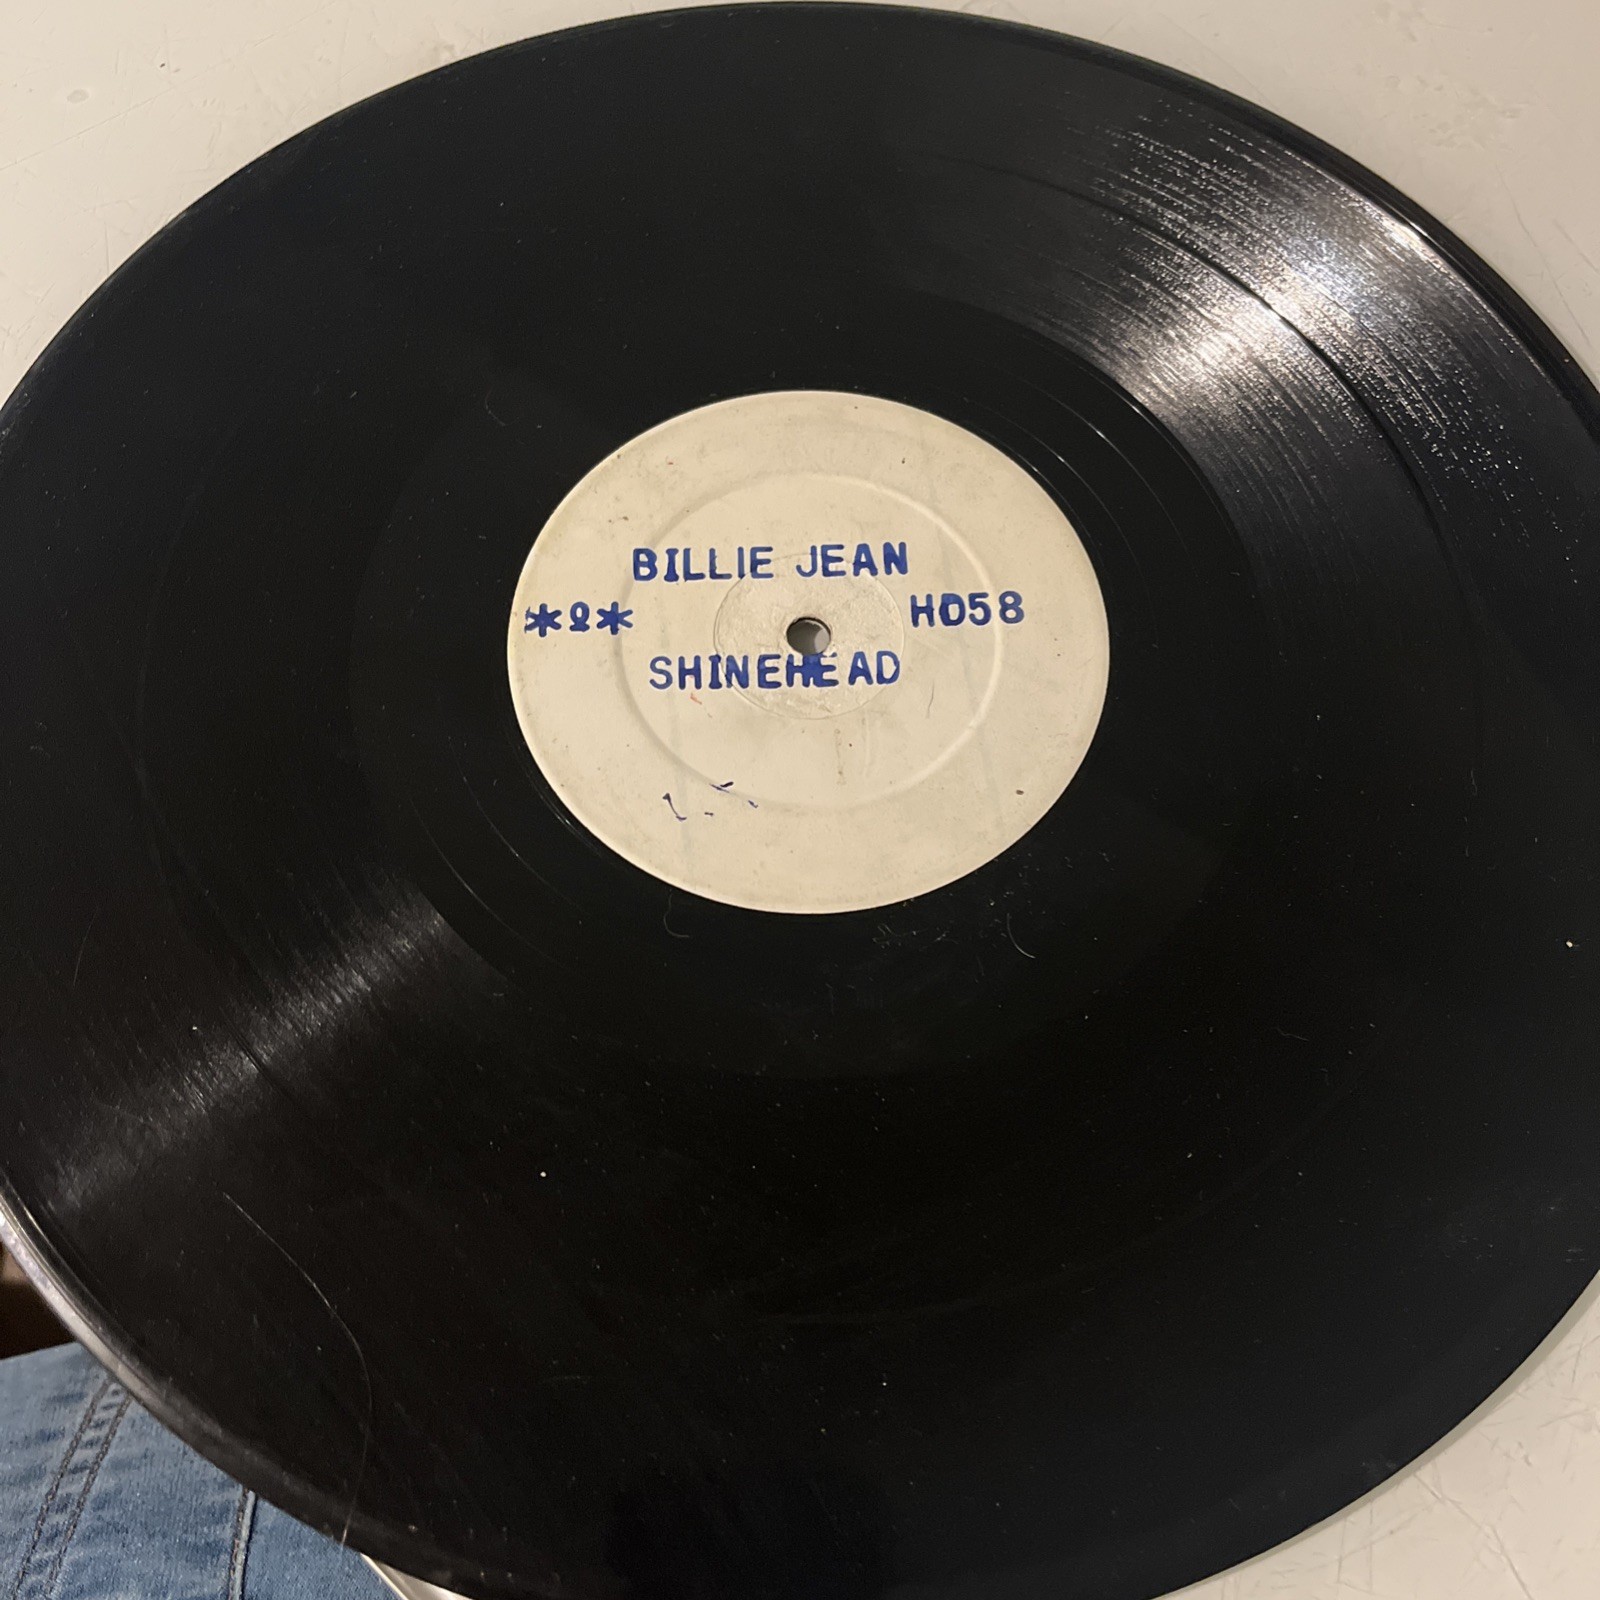 BILLIE JEAN
*2* HD58
SHINEHEAD